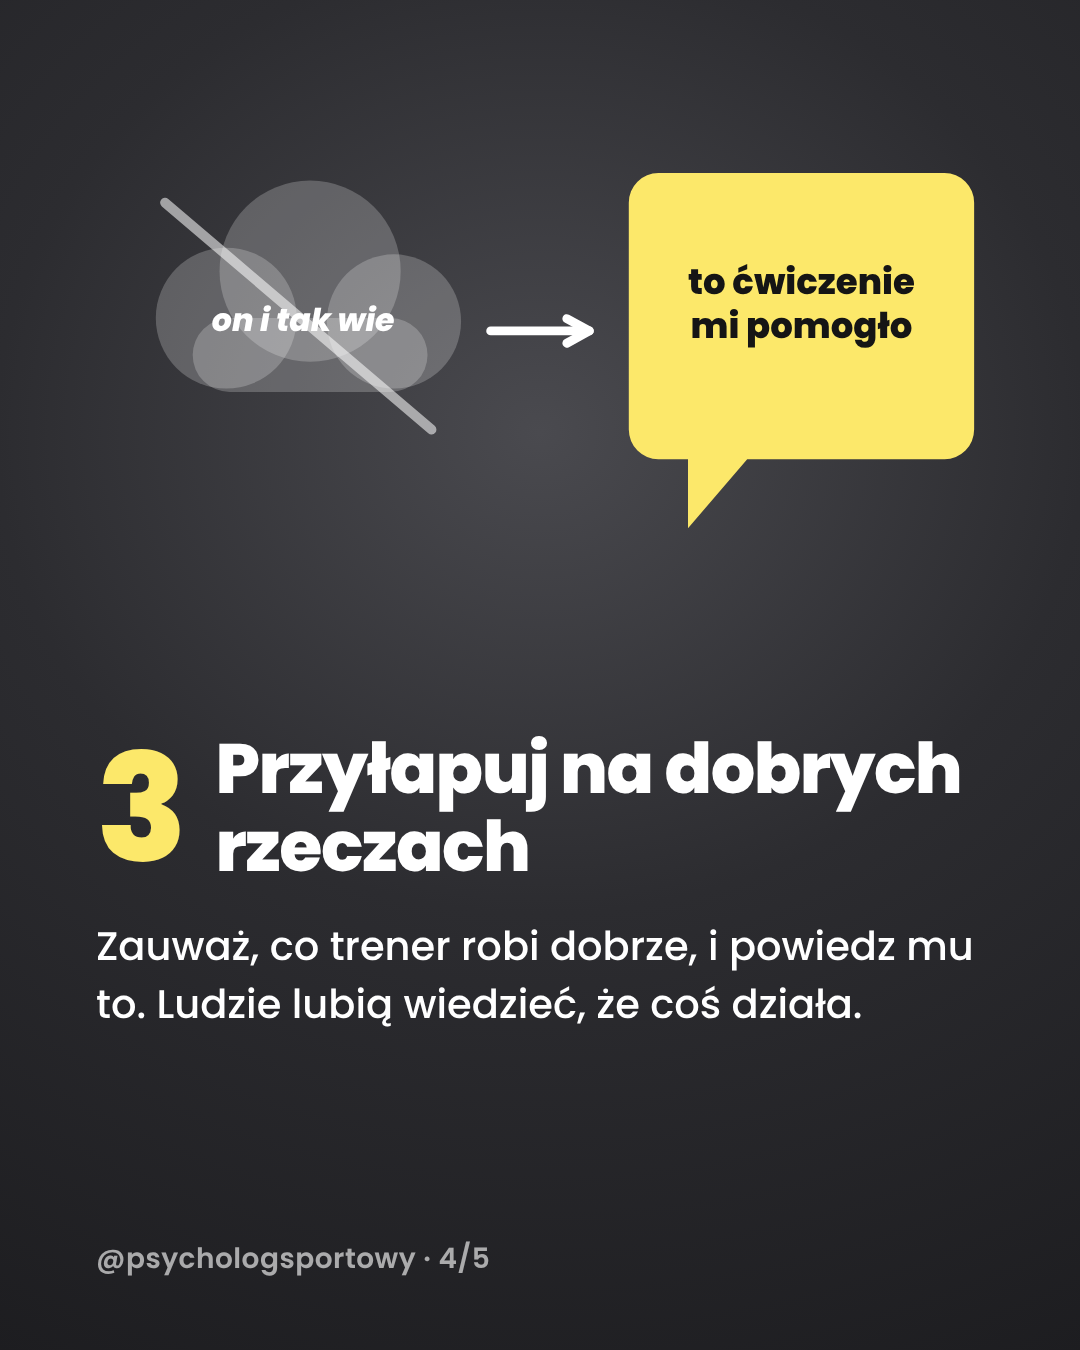 on i tak wie
to ćwiczenie
mi pomogło
3
Przyłapuj na dobrych
rzeczach
Zauważ, co trener robi dobrze, i powiedz mu
to. Ludzie lubią wiedzieć, że coś działa.
@psychologsportowy · 4/5